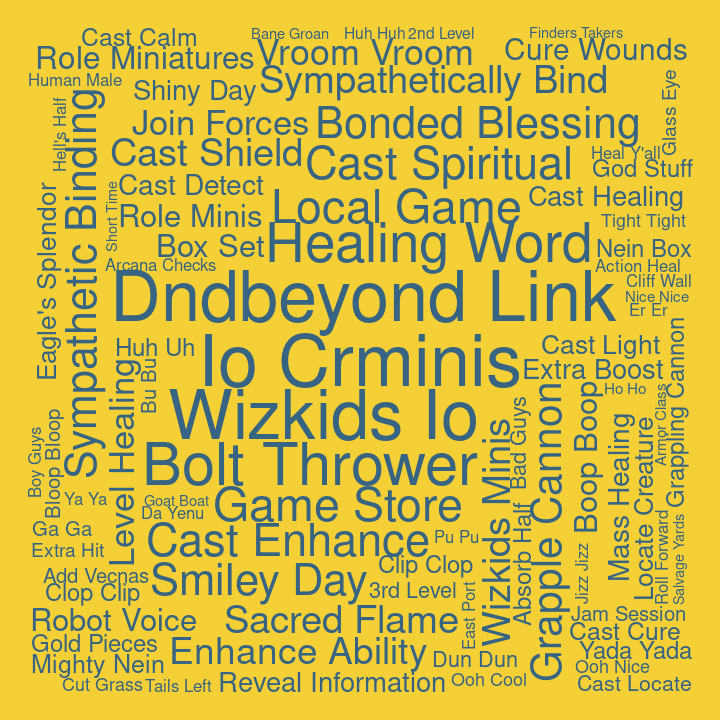 Cast Calm
Bane Groan
Huh Huh
2nd Level
Finders Takers
Role Miniatures
Vroom Vroom
Cure Wounds
Human Male
Shiny Day
Sympathetically Bind
Glass Eye
Hell's Half
Sympathetic Binding
Join Forces
Bonded Blessing
Cast Shield
Cast Spiritual
Heal Y'all
God Stuff
Eagle's Splendor
Short Time
Cast Detect
Cast Healing
Role Minis
Local Game
Tight Tight
Box Set
Healing Word
Nein Box
Arcana Checks
Action Heal
Dndbeyond Link
Cliff Wall
Nice Nice
Er Er
Huh Uh
Io Crminis
Cast Light
Grappling Cannon
Level Healing
Bu Bu
Extra Boost
Wizkids Io
Ho Ho
Boy Guys
Bloop Bloop
Bolt Thrower
Wizkids Minis
Bad Guys
Grapple Cannon
Boop Boop
Mass Healing
Locate Creature
Armor Class
Ya Ya
Goat Boat
Da Yenu
Game Store
Absorb Half
Ga Ga
Cast Enhance
Pu Pu
Extra Hit
Jizz Jizz
Roll Forward
Salvage Yards
Add Vecnas
Smiley Day
Clip Clop
Clop Clip
3rd Level
East Port
Robot Voice
Sacred Flame
Jam Session
Cast Cure
Gold Pieces
Enhance Ability
Yada Yada
Mighty Nein
Dun Dun
Ooh Nice
Cut Grass
Tails Left
Reveal Information
Ooh Cool
Cast Locate